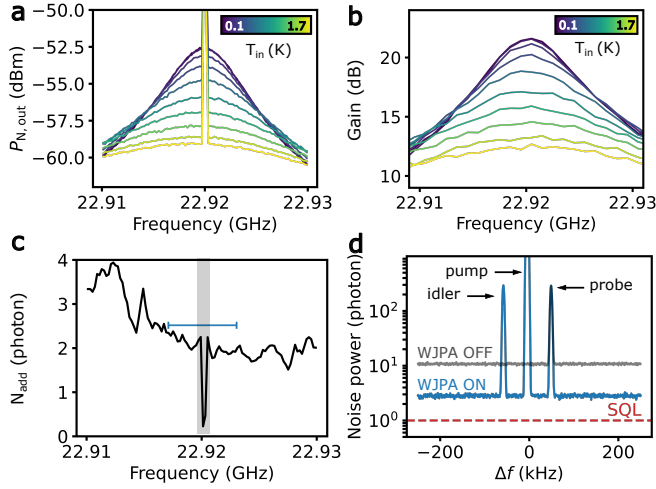 a
b
−50.0
−52.5
−55.0
−57.5
−60.0
P_N,out (dBm)
0.1 1.7
T_in (K)
22.91 22.92 22.93
Frequency (GHz)
20
15
10
Gain (dB)
0.1 1.7
T_in (K)
22.91 22.92 22.93
Frequency (GHz)
c
d
4
3
2
1
0
N_add (photon)
22.91 22.92 22.93
Frequency (GHz)
10²
10¹
10⁰
Noise power (photon)
pump
idler
probe
WJPA OFF
WJPA ON
SQL
−200 0 200
Δf (kHz)